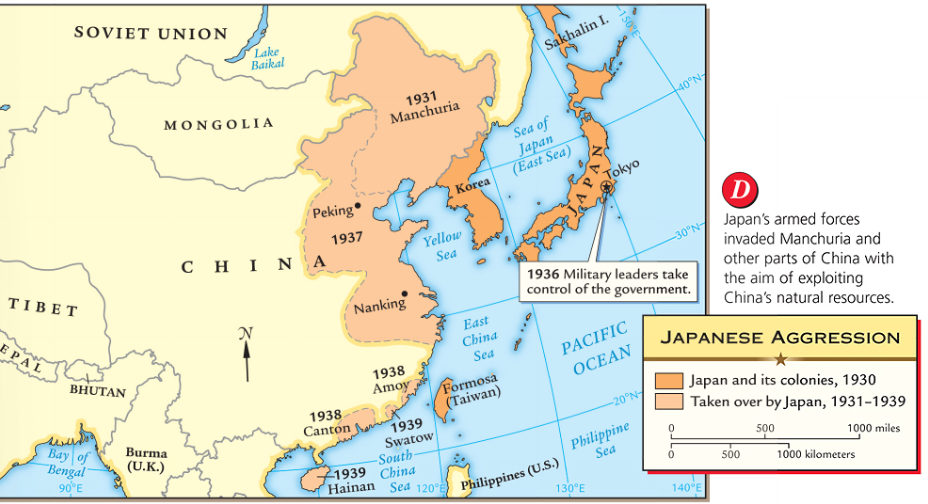 SOVIET UNION
Lake
Baikal
Sakhalin I.
150°E
40°N
MONGOLIA
1931
Manchuria
Sea of
Japan
(East Sea)
JAPAN
Tokyo
Korea
Peking
1937
Yellow
Sea
30°N
CHINA
1936 Military leaders take
control of the government.
TIBET
Nanking
N
East
China
Sea
PACIFIC
OCEAN
NEPAL
BHUTAN
1938
Amoy
Formosa
(Taiwan)
20°N
1938
Canton
1939
Swatow
Burma
(U.K.)
Bay of
Bengal
1939
Hainan
South
China
Sea
Philippines (U.S.)
Philippine
Sea
90°E
120°E
130°E
140°E
D
Japan's armed forces
invaded Manchuria and
other parts of China with
the aim of exploiting
China's natural resources.
JAPANESE AGGRESSION
Japan and its colonies, 1930
Taken over by Japan, 1931–1939
0 500 1000 miles
0 500 1000 kilometers